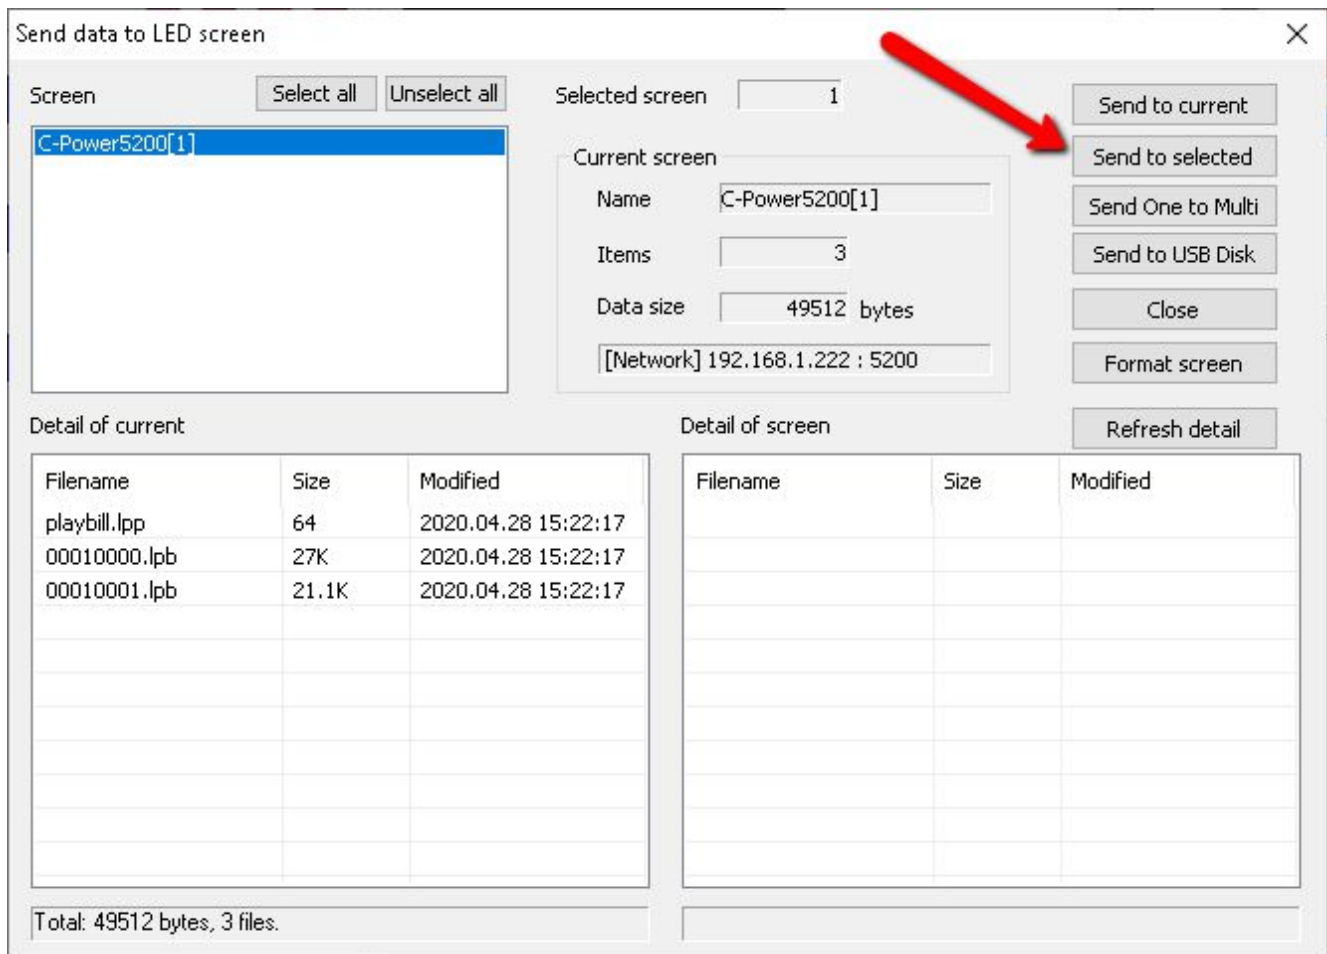 Send data to LED screen
Screen
Select all
Unselect all
Selected screen 1
Send to current
C-Power5200[1]
Current screen
Send to selected
Name C-Power5200[1]
Send One to Multi
Items 3
Send to USB Disk
Data size 49512 bytes
Close
[Network] 192.168.1.222 : 5200
Format screen
Detail of current
Detail of screen
Refresh detail
Filename Size Modified
playbill.lpp 64 2020.04.28 15:22:17
00010000.lpb 27K 2020.04.28 15:22:17
00010001.lpb 21.1K 2020.04.28 15:22:17
Filename Size Modified
Total: 49512 bytes, 3 files.